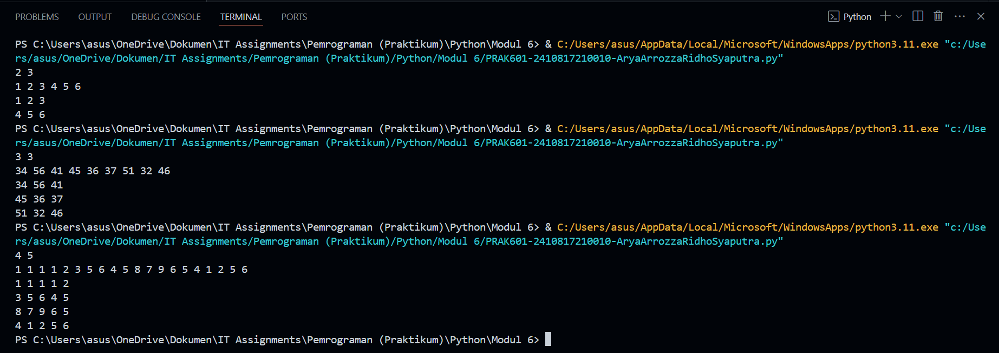 PROBLEMS OUTPUT DEBUG CONSOLE TERMINAL PORTS Python
PS C:\Users\asus\OneDrive\Dokumen\IT Assignments\Pemrograman (Praktikum)\Python\Modul 6> & C:/Users/asus/AppData/Local/Microsoft/WindowsApps/python3.11.exe "c:/Use
rs/asus/OneDrive/Dokumen/IT Assignments/Pemrograman (Praktikum)/Python/Modul 6/PRAK601-2410817210010-AryaArrozzaRidhoSyaputra.py"
2 3
1 2 3 4 5 6
1 2 3
4 5 6
PS C:\Users\asus\OneDrive\Dokumen\IT Assignments\Pemrograman (Praktikum)\Python\Modul 6> & C:/Users/asus/AppData/Local/Microsoft/WindowsApps/python3.11.exe "c:/Use
rs/asus/OneDrive/Dokumen/IT Assignments/Pemrograman (Praktikum)/Python/Modul 6/PRAK601-2410817210010-AryaArrozzaRidhoSyaputra.py"
3 3
34 56 41 45 36 37 51 32 46
34 56 41
45 36 37
51 32 46
PS C:\Users\asus\OneDrive\Dokumen\IT Assignments\Pemrograman (Praktikum)\Python\Modul 6> & C:/Users/asus/AppData/Local/Microsoft/WindowsApps/python3.11.exe "c:/Use
rs/asus/OneDrive/Dokumen/IT Assignments/Pemrograman (Praktikum)/Python/Modul 6/PRAK601-2410817210010-AryaArrozzaRidhoSyaputra.py"
4 5
1 1 1 1 2 3 5 6 4 5 8 7 9 6 5 4 1 2 5 6
1 1 1 1 2
3 5 6 4 5
8 7 9 6 5
4 1 2 5 6
PS C:\Users\asus\OneDrive\Dokumen\IT Assignments\Pemrograman (Praktikum)\Python\Modul 6>